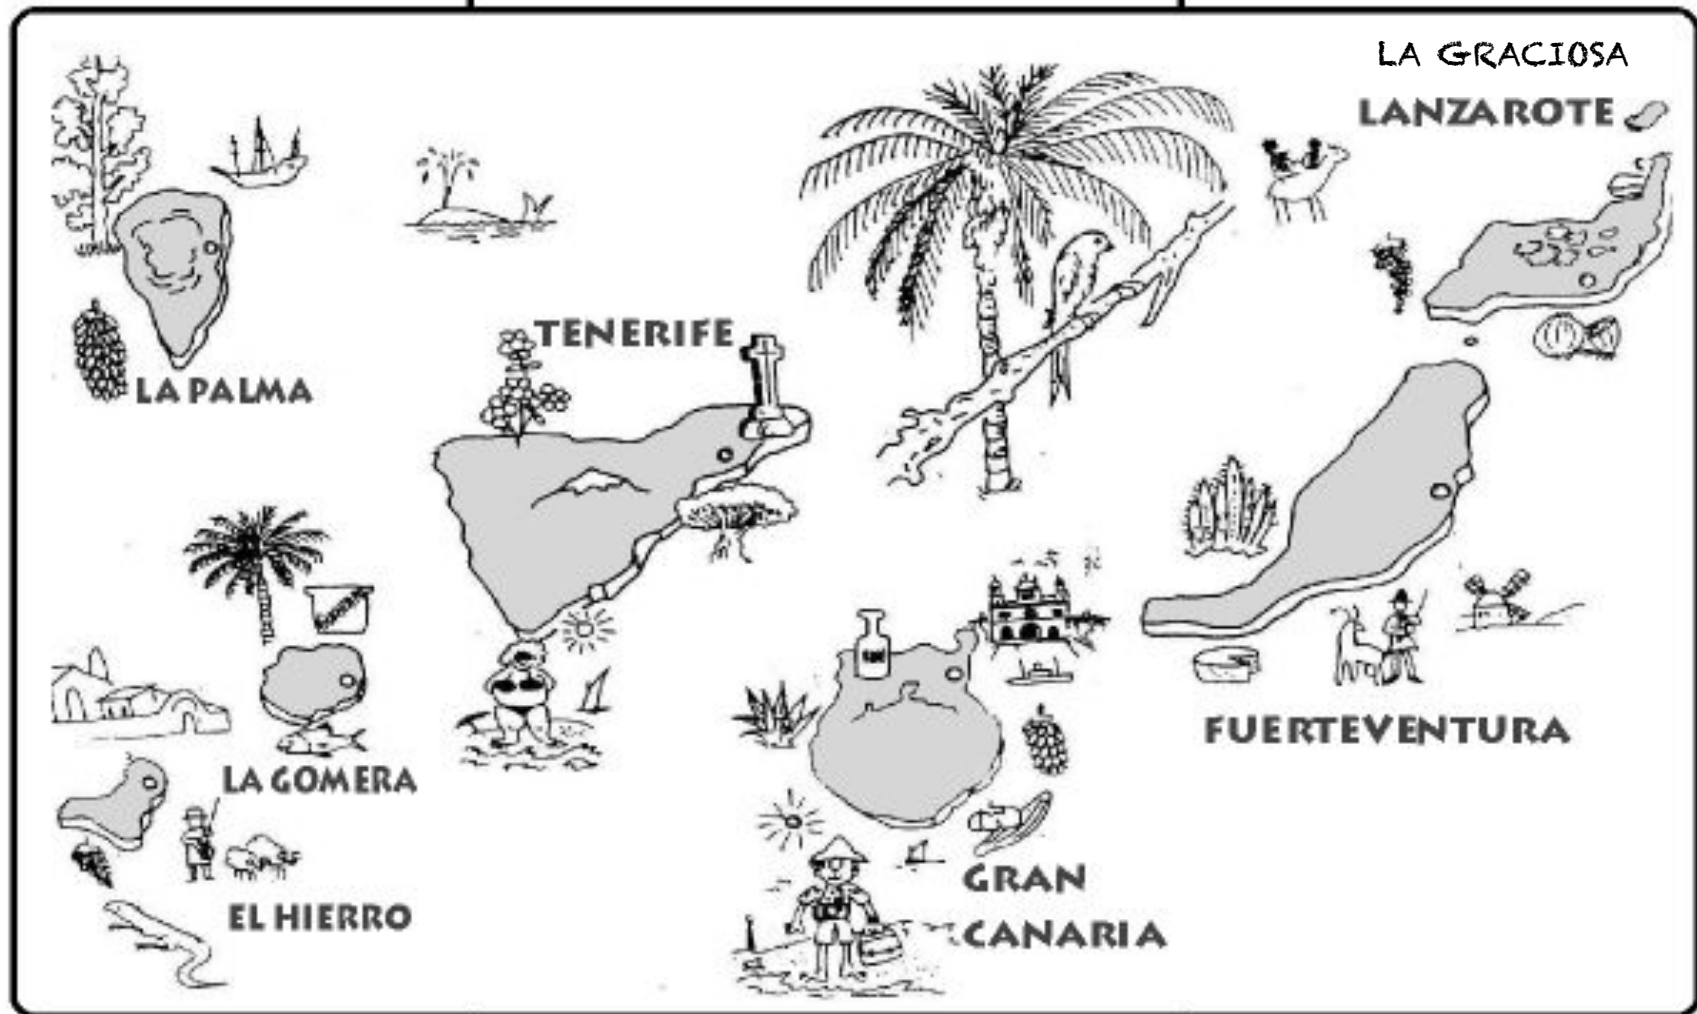 LA GRACIOSA
LANZAROTE
TENERIFE
LA PALMA
FUERTEVENTURA
LA GOMERA
GRAN
CANARIA
EL HIERRO